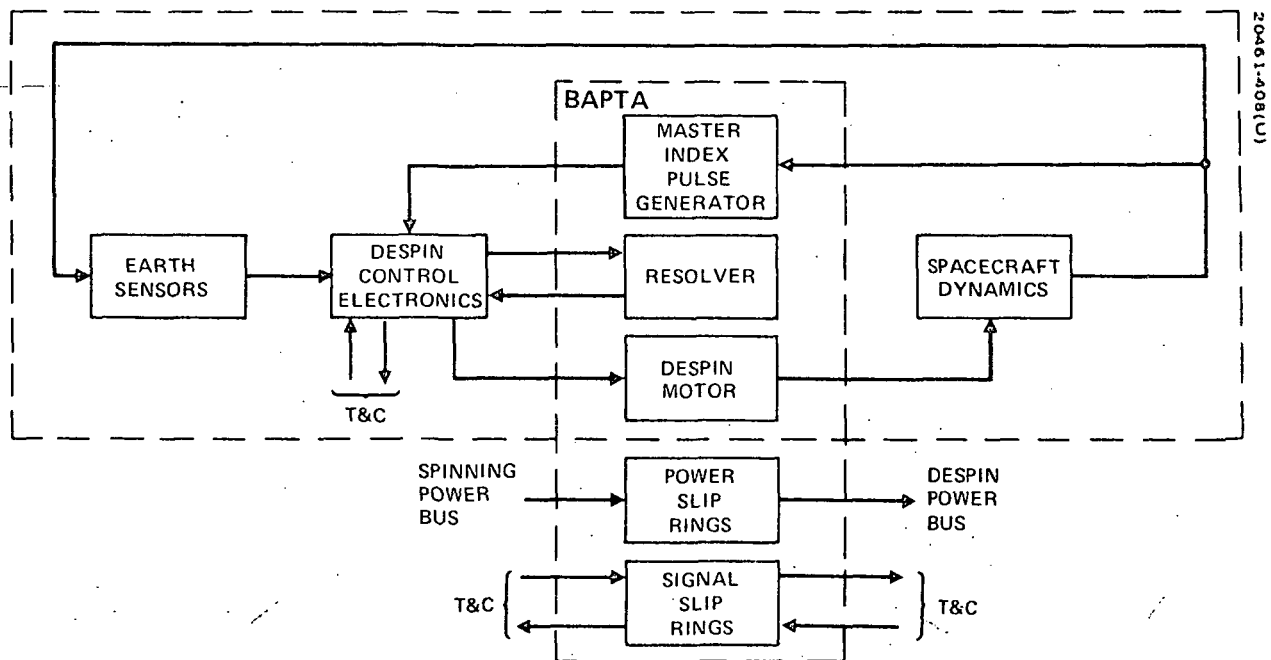 20461-408(U)
BAPTA
MASTER
INDEX
PULSE
GENERATOR
EARTH
SENSORS
DESPIN
CONTROL
ELECTRONICS
RESOLVER
SPACECRAFT
DYNAMICS
DESPIN
MOTOR
T&C
SPINNING
POWER
BUS
POWER
SLIP
RINGS
DESPIN
POWER
BUS
T&C
SIGNAL
SLIP
RINGS
T&C